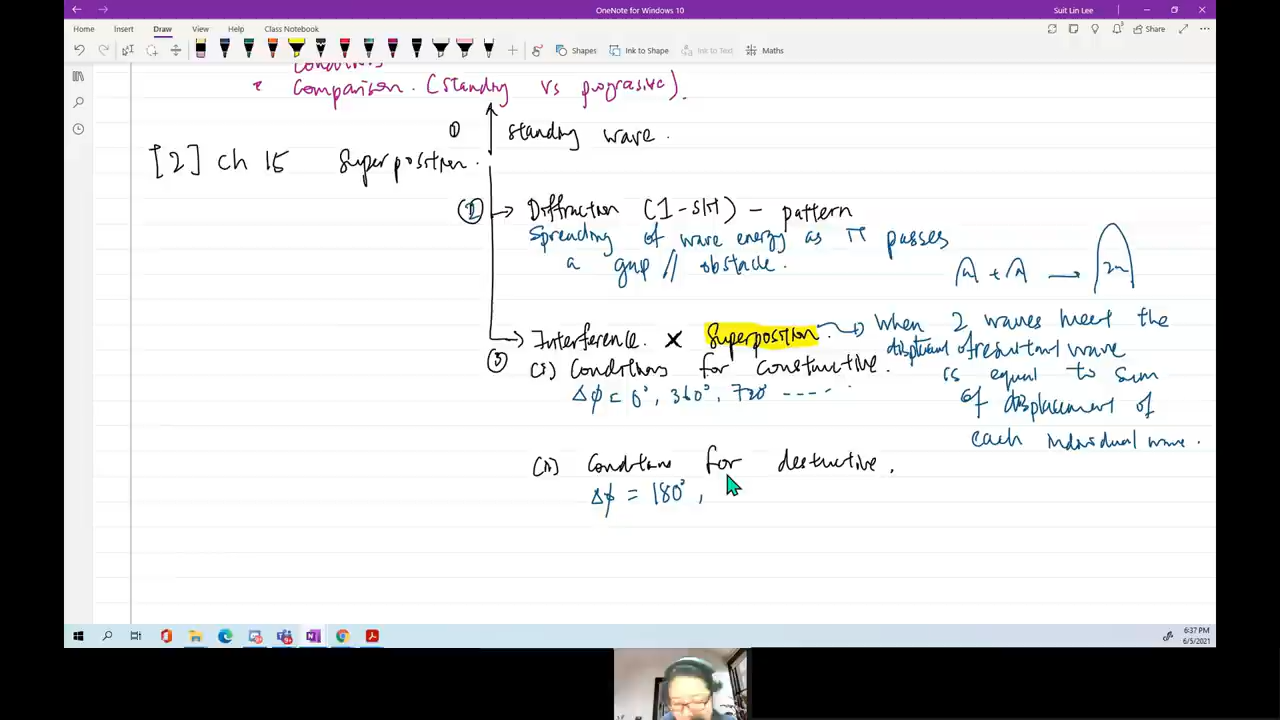 OneNote for Windows 10
Suit Lin Lee
Home Insert Draw View Help Class Notebook
Share
Shapes Ink to Shape Ink to Text Maths
Conditions
Comparison. (standing vs prograsive).
① standing wave.
[2] ch 15 Superposition.
② Diffraction (1-slit) - pattern
Spreading of wave energy as it passes
a gap // obstacle.
A + A → 2A
③ Interference. × Superposition.
When 2 waves meet the
displacement of resultant wave
is equal to sum
of displacement of
each individual wave.
(i) Conditions for constructive.
Δϕ = 0°, 360°, 720° ----
(ii) Conditions for destructive.
Δϕ = 180°,
6:37 PM
6/5/2021